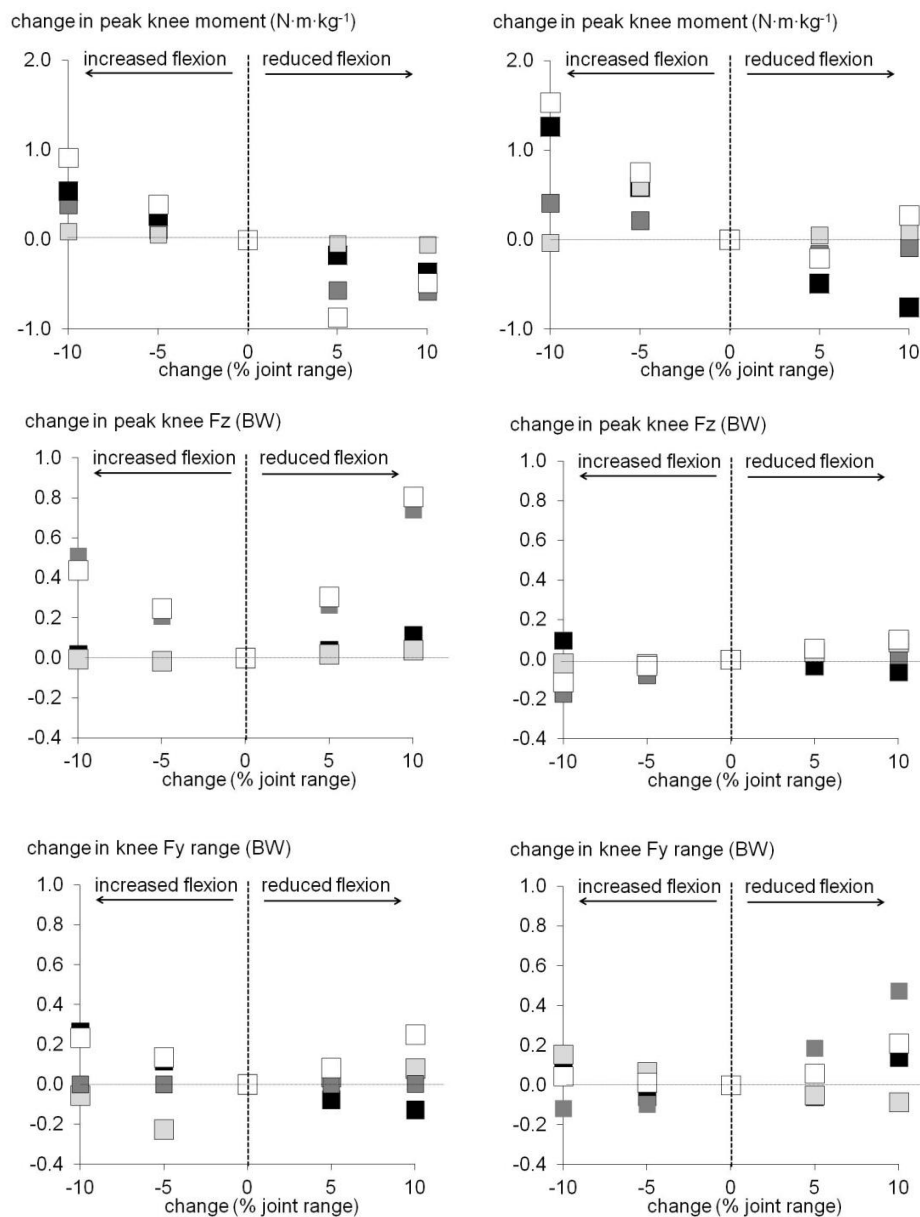 change in peak knee moment (N·m·kg⁻¹)
increased flexion
reduced flexion
2.0
1.0
0.0
-1.0
-10
-5
0
5
10
change (% joint range)
change in peak knee moment (N·m·kg⁻¹)
increased flexion
reduced flexion
2.0
1.0
0.0
-1.0
-10
-5
0
5
10
change (% joint range)
change in peak knee Fz (BW)
increased flexion
reduced flexion
1.0
0.8
0.6
0.4
0.2
0.0
-0.2
-0.4
-10
-5
0
5
10
change (% joint range)
change in peak knee Fz (BW)
increased flexion
reduced flexion
1.0
0.8
0.6
0.4
0.2
0.0
-0.2
-0.4
-10
-5
0
5
10
change (% joint range)
change in knee Fy range (BW)
increased flexion
reduced flexion
1.0
0.8
0.6
0.4
0.2
0.0
-0.2
-0.4
-10
-5
0
5
10
change (% joint range)
change in knee Fy range (BW)
increased flexion
reduced flexion
1.0
0.8
0.6
0.4
0.2
0.0
-0.2
-0.4
-10
-5
0
5
10
change (% joint range)